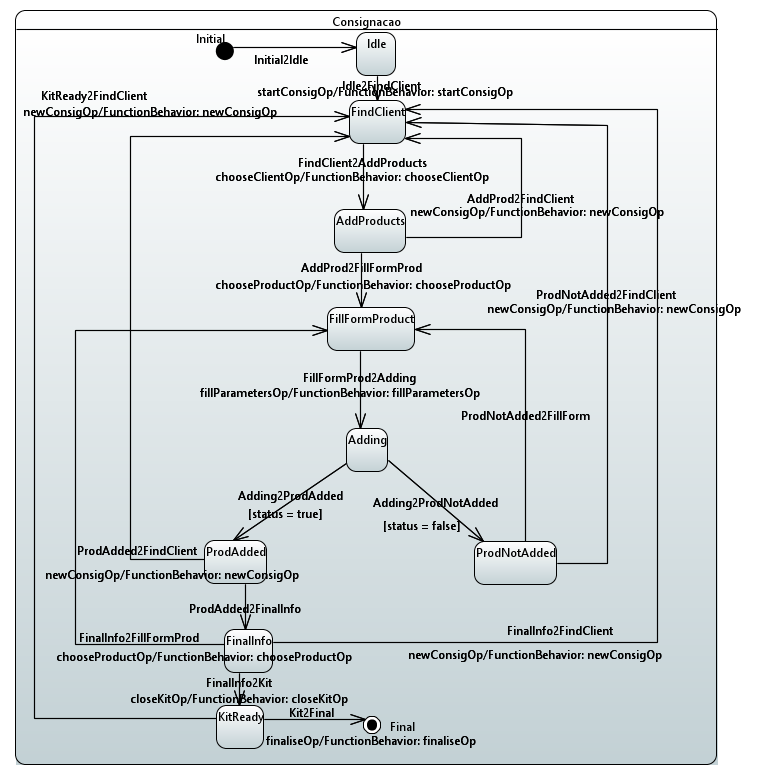 Consignacao
Initial
Idle
Initial2Idle
Idle2FindClient
startConsigOp/FunctionBehavior: startConsigOp
KitReady2FindClient
newConsigOp/FunctionBehavior: newConsigOp
FindClient
FindClient2AddProducts
chooseClientOp/FunctionBehavior: chooseClientOp
AddProd2FindClient
newConsigOp/FunctionBehavior: newConsigOp
AddProducts
AddProd2FillFormProd
chooseProductOp/FunctionBehavior: chooseProductOp
ProdNotAdded2FindClient
newConsigOp/FunctionBehavior: newConsigOp
FillFormProduct
FillFormProd2Adding
fillParametersOp/FunctionBehavior: fillParametersOp
ProdNotAdded2FillForm
Adding
Adding2ProdAdded
[status = true]
Adding2ProdNotAdded
[status = false]
ProdAdded2FindClient
newConsigOp/FunctionBehavior: newConsigOp
ProdAdded
ProdNotAdded
ProdAdded2FinalInfo
FinalInfo2FillFormProd
chooseProductOp/FunctionBehavior: chooseProductOp
FinalInfo
FinalInfo2FindClient
newConsigOp/FunctionBehavior: newConsigOp
FinalInfo2Kit
closeKitOp/FunctionBehavior: closeKitOp
KitReady
Kit2Final
Final
finaliseOp/FunctionBehavior: finaliseOp